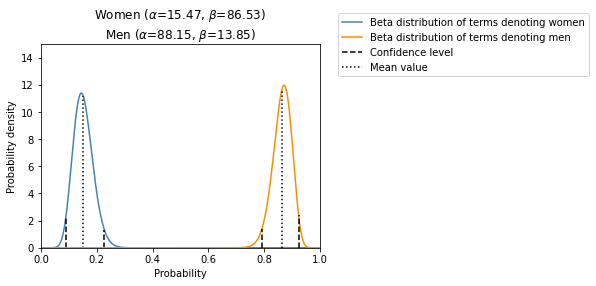 Women (α=15.47, β=86.53)
Men (α=88.15, β=13.85)
14
12
10
8
6
4
2
0
Probability density
0.0 0.2 0.4 0.6 0.8 1.0
Probability
Beta distribution of terms denoting women
Beta distribution of terms denoting men
Confidence level
Mean value